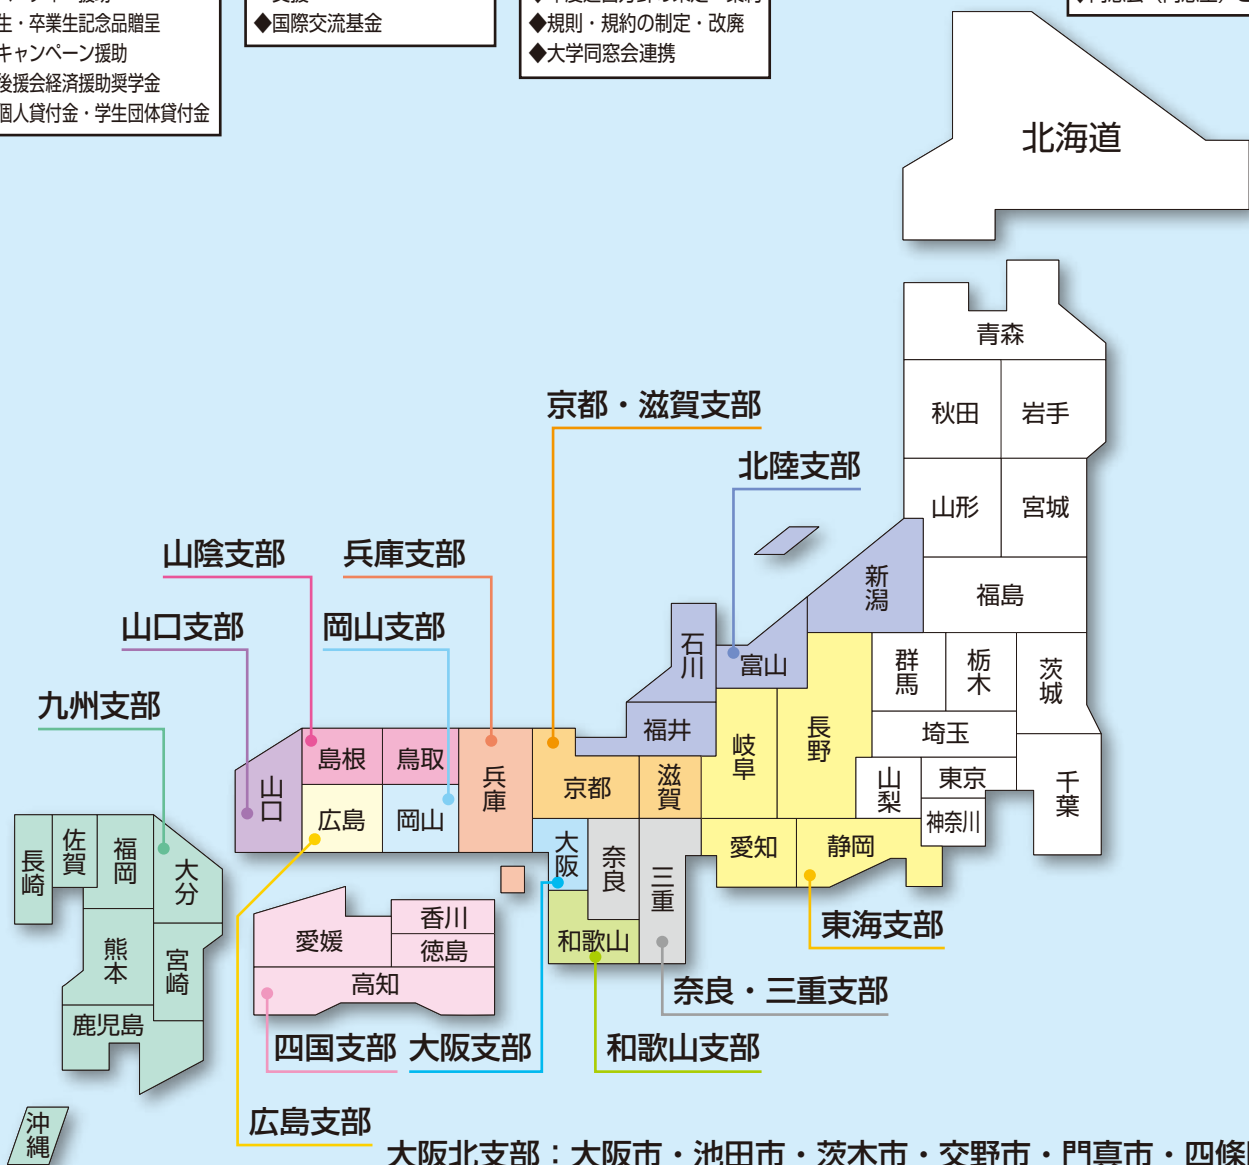 生・卒業生記念品贈呈
キャンペーン援助
後援会経済援助奨学金
個人貸付金・学生団体貸付金
◆国際交流基金
◆規則・規約の制定・改廃
◆大学同窓会連携
北海道
青森
秋田
岩手
山形
宮城
福島
京都・滋賀支部
北陸支部
山陰支部
兵庫支部
山口支部
岡山支部
九州支部
新潟
石川
富山
福井
群馬
栃木
茨城
埼玉
千葉
山梨
東京
神奈川
長野
岐阜
愛知
静岡
島根
鳥取
兵庫
京都
滋賀
山口
広島
岡山
大阪
奈良
三重
和歌山
長崎
佐賀
福岡
大分
熊本
宮崎
鹿児島
沖縄
愛媛
香川
徳島
高知
東海支部
奈良・三重支部
四国支部
大阪支部
和歌山支部
広島支部
大阪北支部：大阪市・池田市・茨木市・交野市・門真市・四條